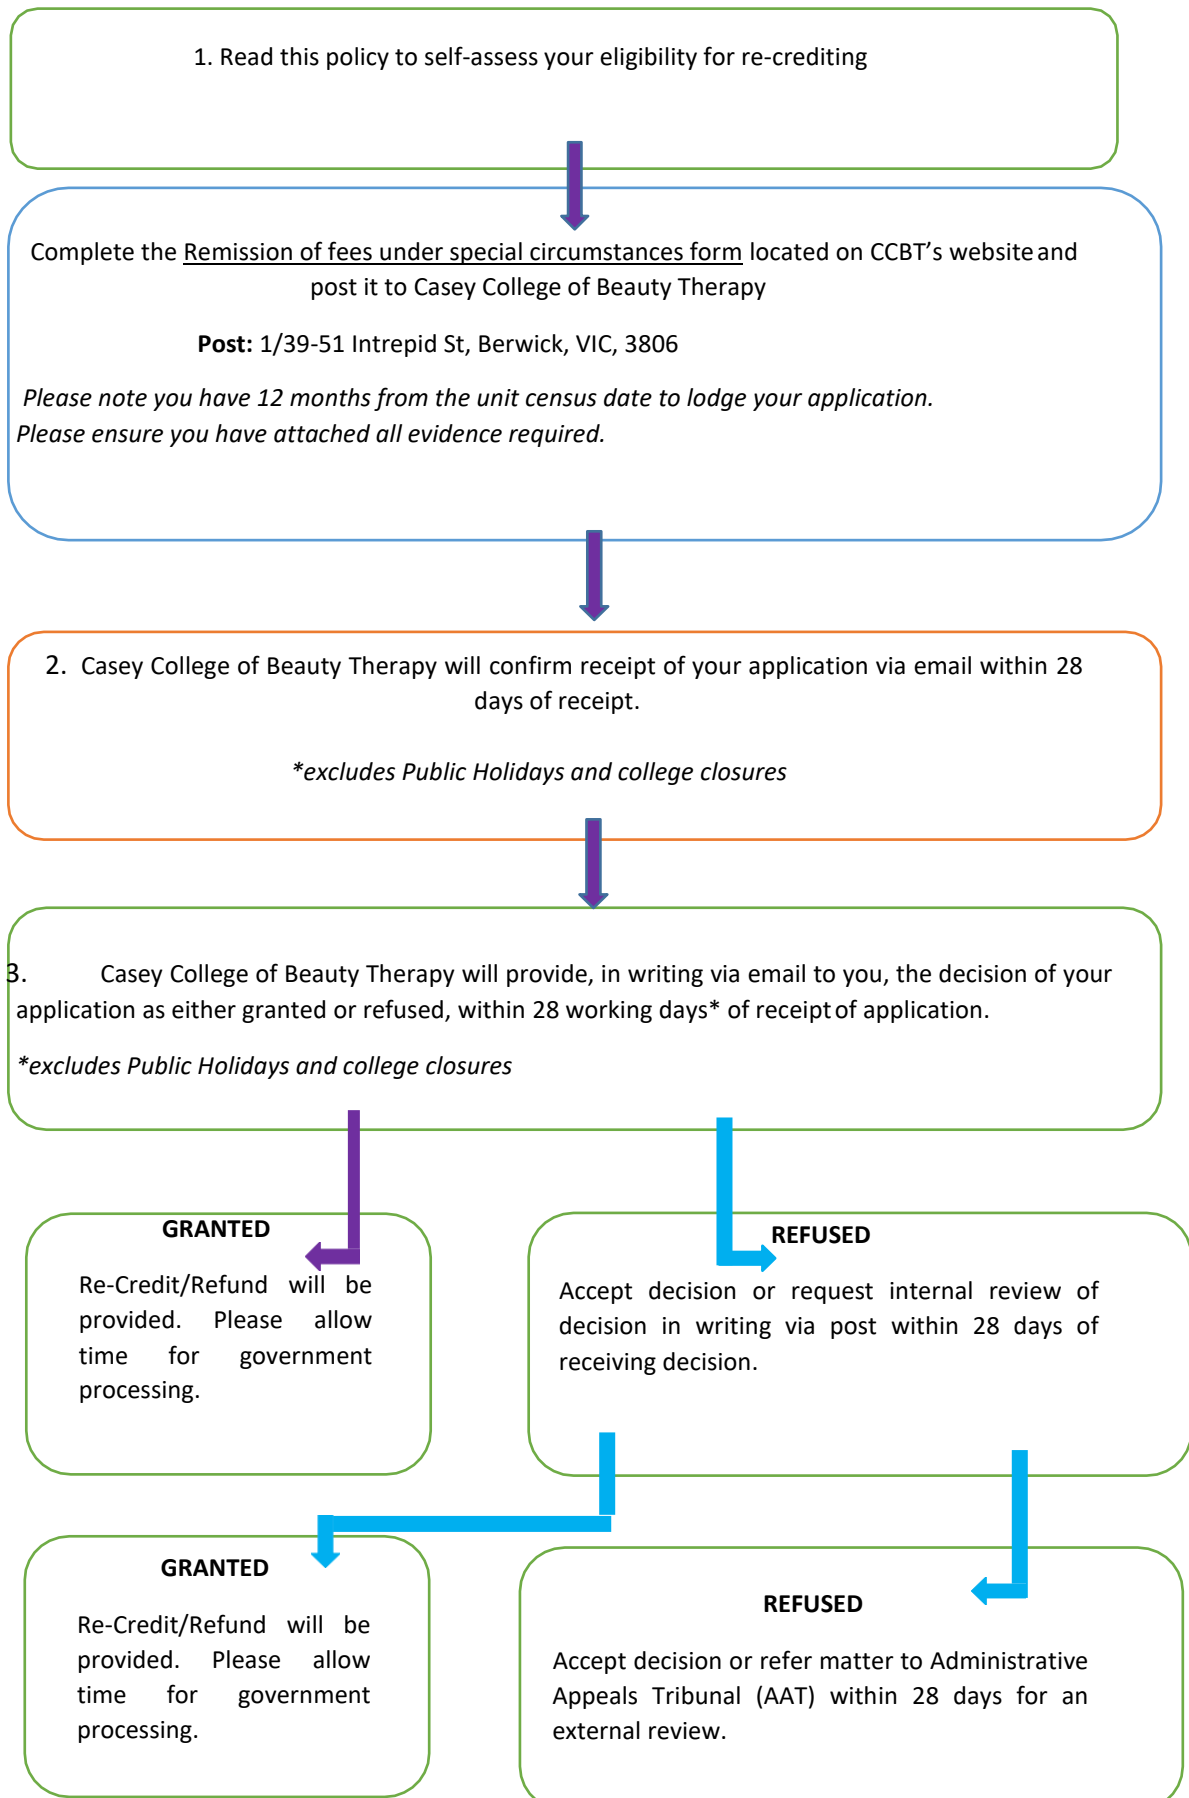 1. Read this policy to self-assess your eligibility for re-crediting
Complete the Remission of fees under special circumstances form located on CCBT’s website and
post it to Casey College of Beauty Therapy
Post: 1/39-51 Intrepid St, Berwick, VIC, 3806
Please note you have 12 months from the unit census date to lodge your application.
Please ensure you have attached all evidence required.
2. Casey College of Beauty Therapy will confirm receipt of your application via email within 28
days of receipt.
*excludes Public Holidays and college closures
3. Casey College of Beauty Therapy will provide, in writing via email to you, the decision of your
application as either granted or refused, within 28 working days* of receipt of application.
*excludes Public Holidays and college closures
GRANTED
Re-Credit/Refund will be
provided. Please allow
time for government
processing.
REFUSED
Accept decision or request internal review of
decision in writing via post within 28 days of
receiving decision.
GRANTED
Re-Credit/Refund will be
provided. Please allow
time for government
processing.
REFUSED
Accept decision or refer matter to Administrative
Appeals Tribunal (AAT) within 28 days for an
external review.